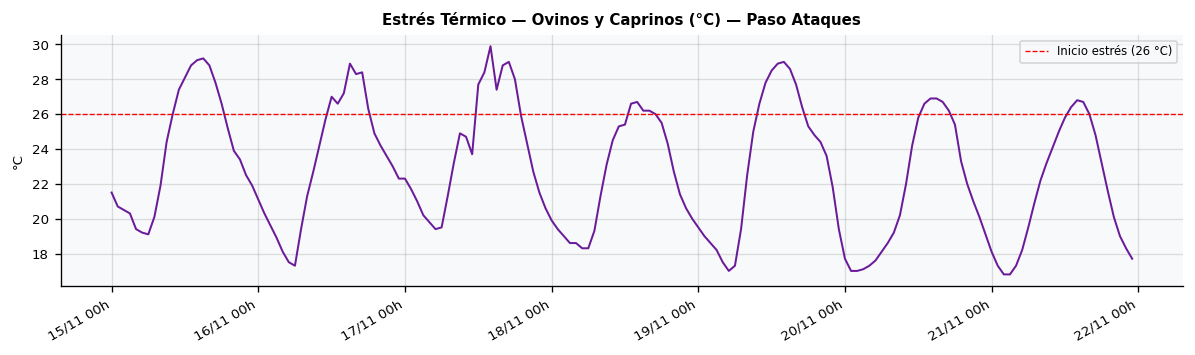 Estrés Térmico — Ovinos y Caprinos (°C) — Paso Ataques
Inicio estrés (26 °C)
°C
30
28
26
24
22
20
18
15/11 00h
16/11 00h
17/11 00h
18/11 00h
19/11 00h
20/11 00h
21/11 00h
22/11 00h